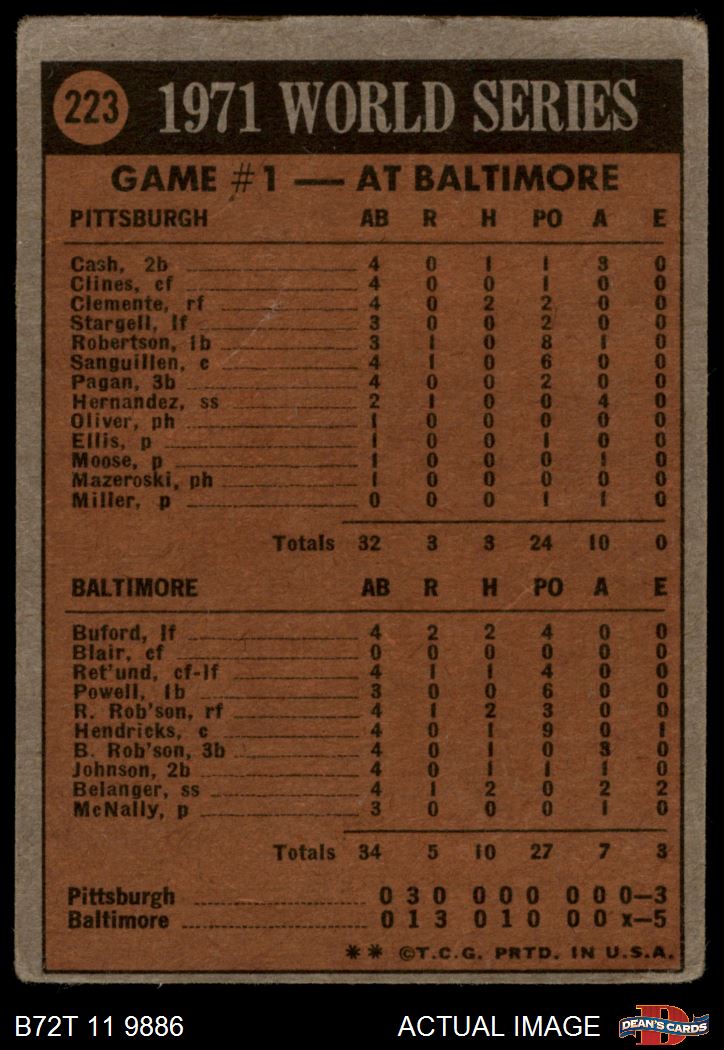 223 1971 WORLD SERIES
GAME #1 — AT BALTIMORE
PITTSBURGH AB R H PO A E
Cash, 2b 4 0 1 1 3 0
Clines, cf 4 0 0 1 0 0
Clemente, rf 4 0 2 2 0 0
Stargell, lf 3 0 0 2 0 0
Robertson, 1b 3 1 0 8 1 0
Sanguillen, c 4 1 0 6 0 0
Pagan, 3b 4 0 0 2 0 0
Hernandez, ss 2 1 0 0 4 0
Oliver, ph 1 0 0 0 0 0
Ellis, p 1 0 0 1 0 0
Moose, p 1 0 0 0 1 0
Mazeroski, ph 1 0 0 0 0 0
Miller, p 0 0 0 1 1 0
Totals 32 3 3 24 10 0
BALTIMORE AB R H PO A E
Buford, lf 4 2 2 4 0 0
Blair, cf 0 0 0 0 0 0
Ret'und, cf-lf 4 1 1 4 0 0
Powell, 1b 3 0 0 6 0 0
R. Rob'son, rf 4 1 2 3 0 0
Hendricks, c 4 0 1 9 0 1
B. Rob'son, 3b 4 0 1 0 3 0
Johnson, 2b 4 0 1 1 1 0
Belanger, ss 4 1 2 0 2 2
McNally, p 3 0 0 0 1 0
Totals 34 5 10 27 7 3
Pittsburgh 0 3 0 0 0 0 0 0 0—3
Baltimore 0 1 3 0 1 0 0 0 x—5
** ©T.C.G. PRTD. IN U.S.A.
B72T 11 9886 ACTUAL IMAGE D DEAN'S CARDS